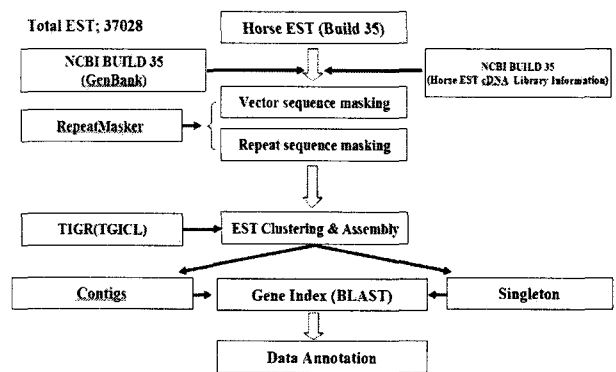 Total EST; 37028
Horse EST (Build 35)
NCBI BUILD 35
(GenBank)
NCBI BUILD 35
(Horse EST cDNA Library Information)
Vector sequence masking
RepeatMasker
Repeat sequence masking
TIGR(TGICL)
EST Clustering & Assembly
Contigs
Gene Index (BLAST)
Singleton
Data Annotation